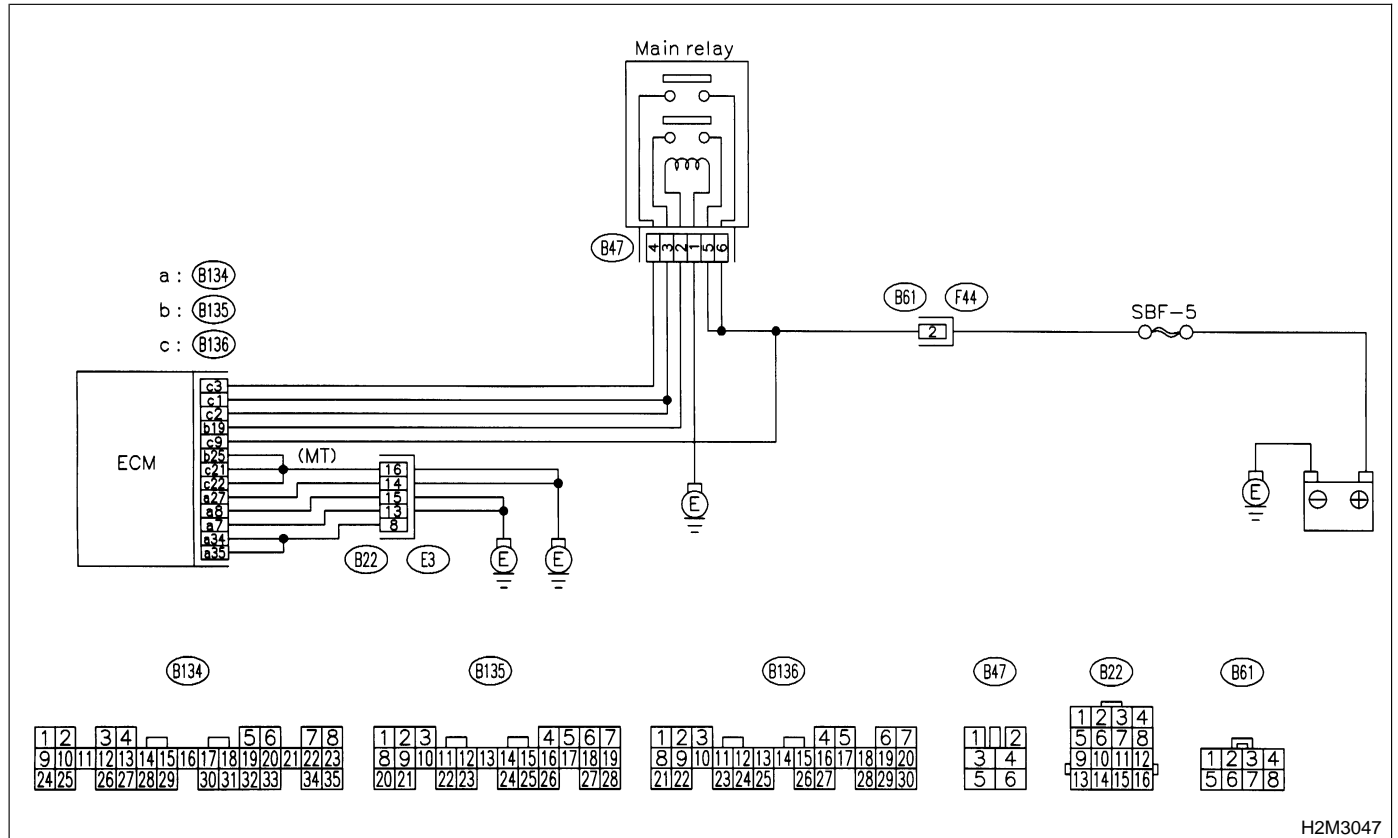 Main relay
B47
4 3 2 1 5 6
a : B134
b : B135
c : B136
B61 F44
2
SBF-5
ECM
c3
c1
c2
b19
c9
b25
c21
c22
a27
a8
a7
a34
a35
(MT)
16
14
15
13
8
B22 E3
E
E
E
E
⊖ ⊕
B134
1 2 3 4 5 6 7 8
9 10 11 12 13 14 15 16 17 18 19 20 21 22 23
24 25 26 27 28 29 30 31 32 33 34 35
B135
1 2 3 4 5 6 7
8 9 10 11 12 13 14 15 16 17 18 19
20 21 22 23 24 25 26 27 28
B136
1 2 3 4 5 6 7
8 9 10 11 12 13 14 15 16 17 18 19 20
21 22 23 24 25 26 27 28 29 30
B47
1 2
3 4
5 6
B22
1 2 3 4
5 6 7 8
9 10 11 12
13 14 15 16
B61
1 2 3 4
5 6 7 8
H2M3047